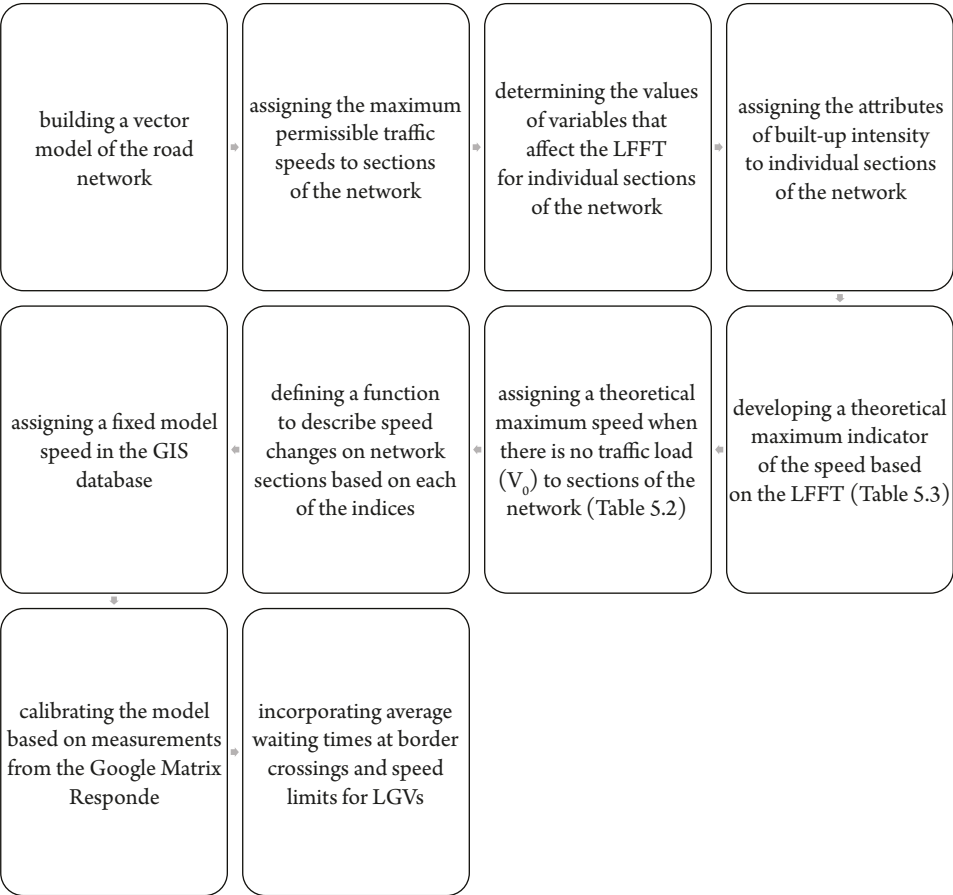 building a vector
model of the road
network
assigning the maximum
permissible traffic
speeds to sections
of the network
determining the values
of variables that
affect the LFFT
for individual sections
of the network
assigning the attributes
of built-up intensity
to individual sections
of the network
developing a theoretical
maximum indicator
of the speed based
on the LFFT (Table 5.3)
assigning a theoretical
maximum speed when
there is no traffic load
(V₀) to sections of the
network (Table 5.2)
defining a function
to describe speed
changes on network
sections based on each
of the indices
assigning a fixed model
speed in the GIS
database
calibrating the model
based on measurements
from the Google Matrix
Responde
incorporating average
waiting times at border
crossings and speed
limits for LGVs